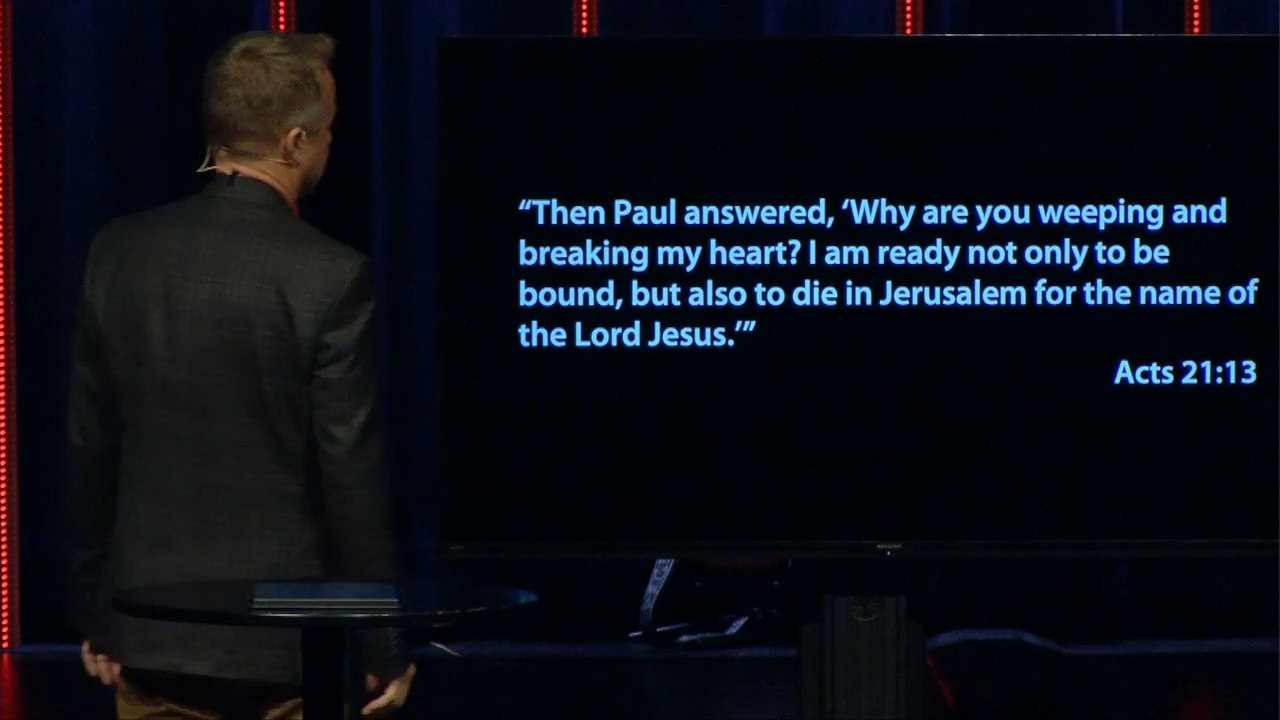 “Then Paul answered, ‘Why are you weeping and
breaking my heart? I am ready not only to be
bound, but also to die in Jerusalem for the name of
the Lord Jesus.’”
Acts 21:13
SHARP